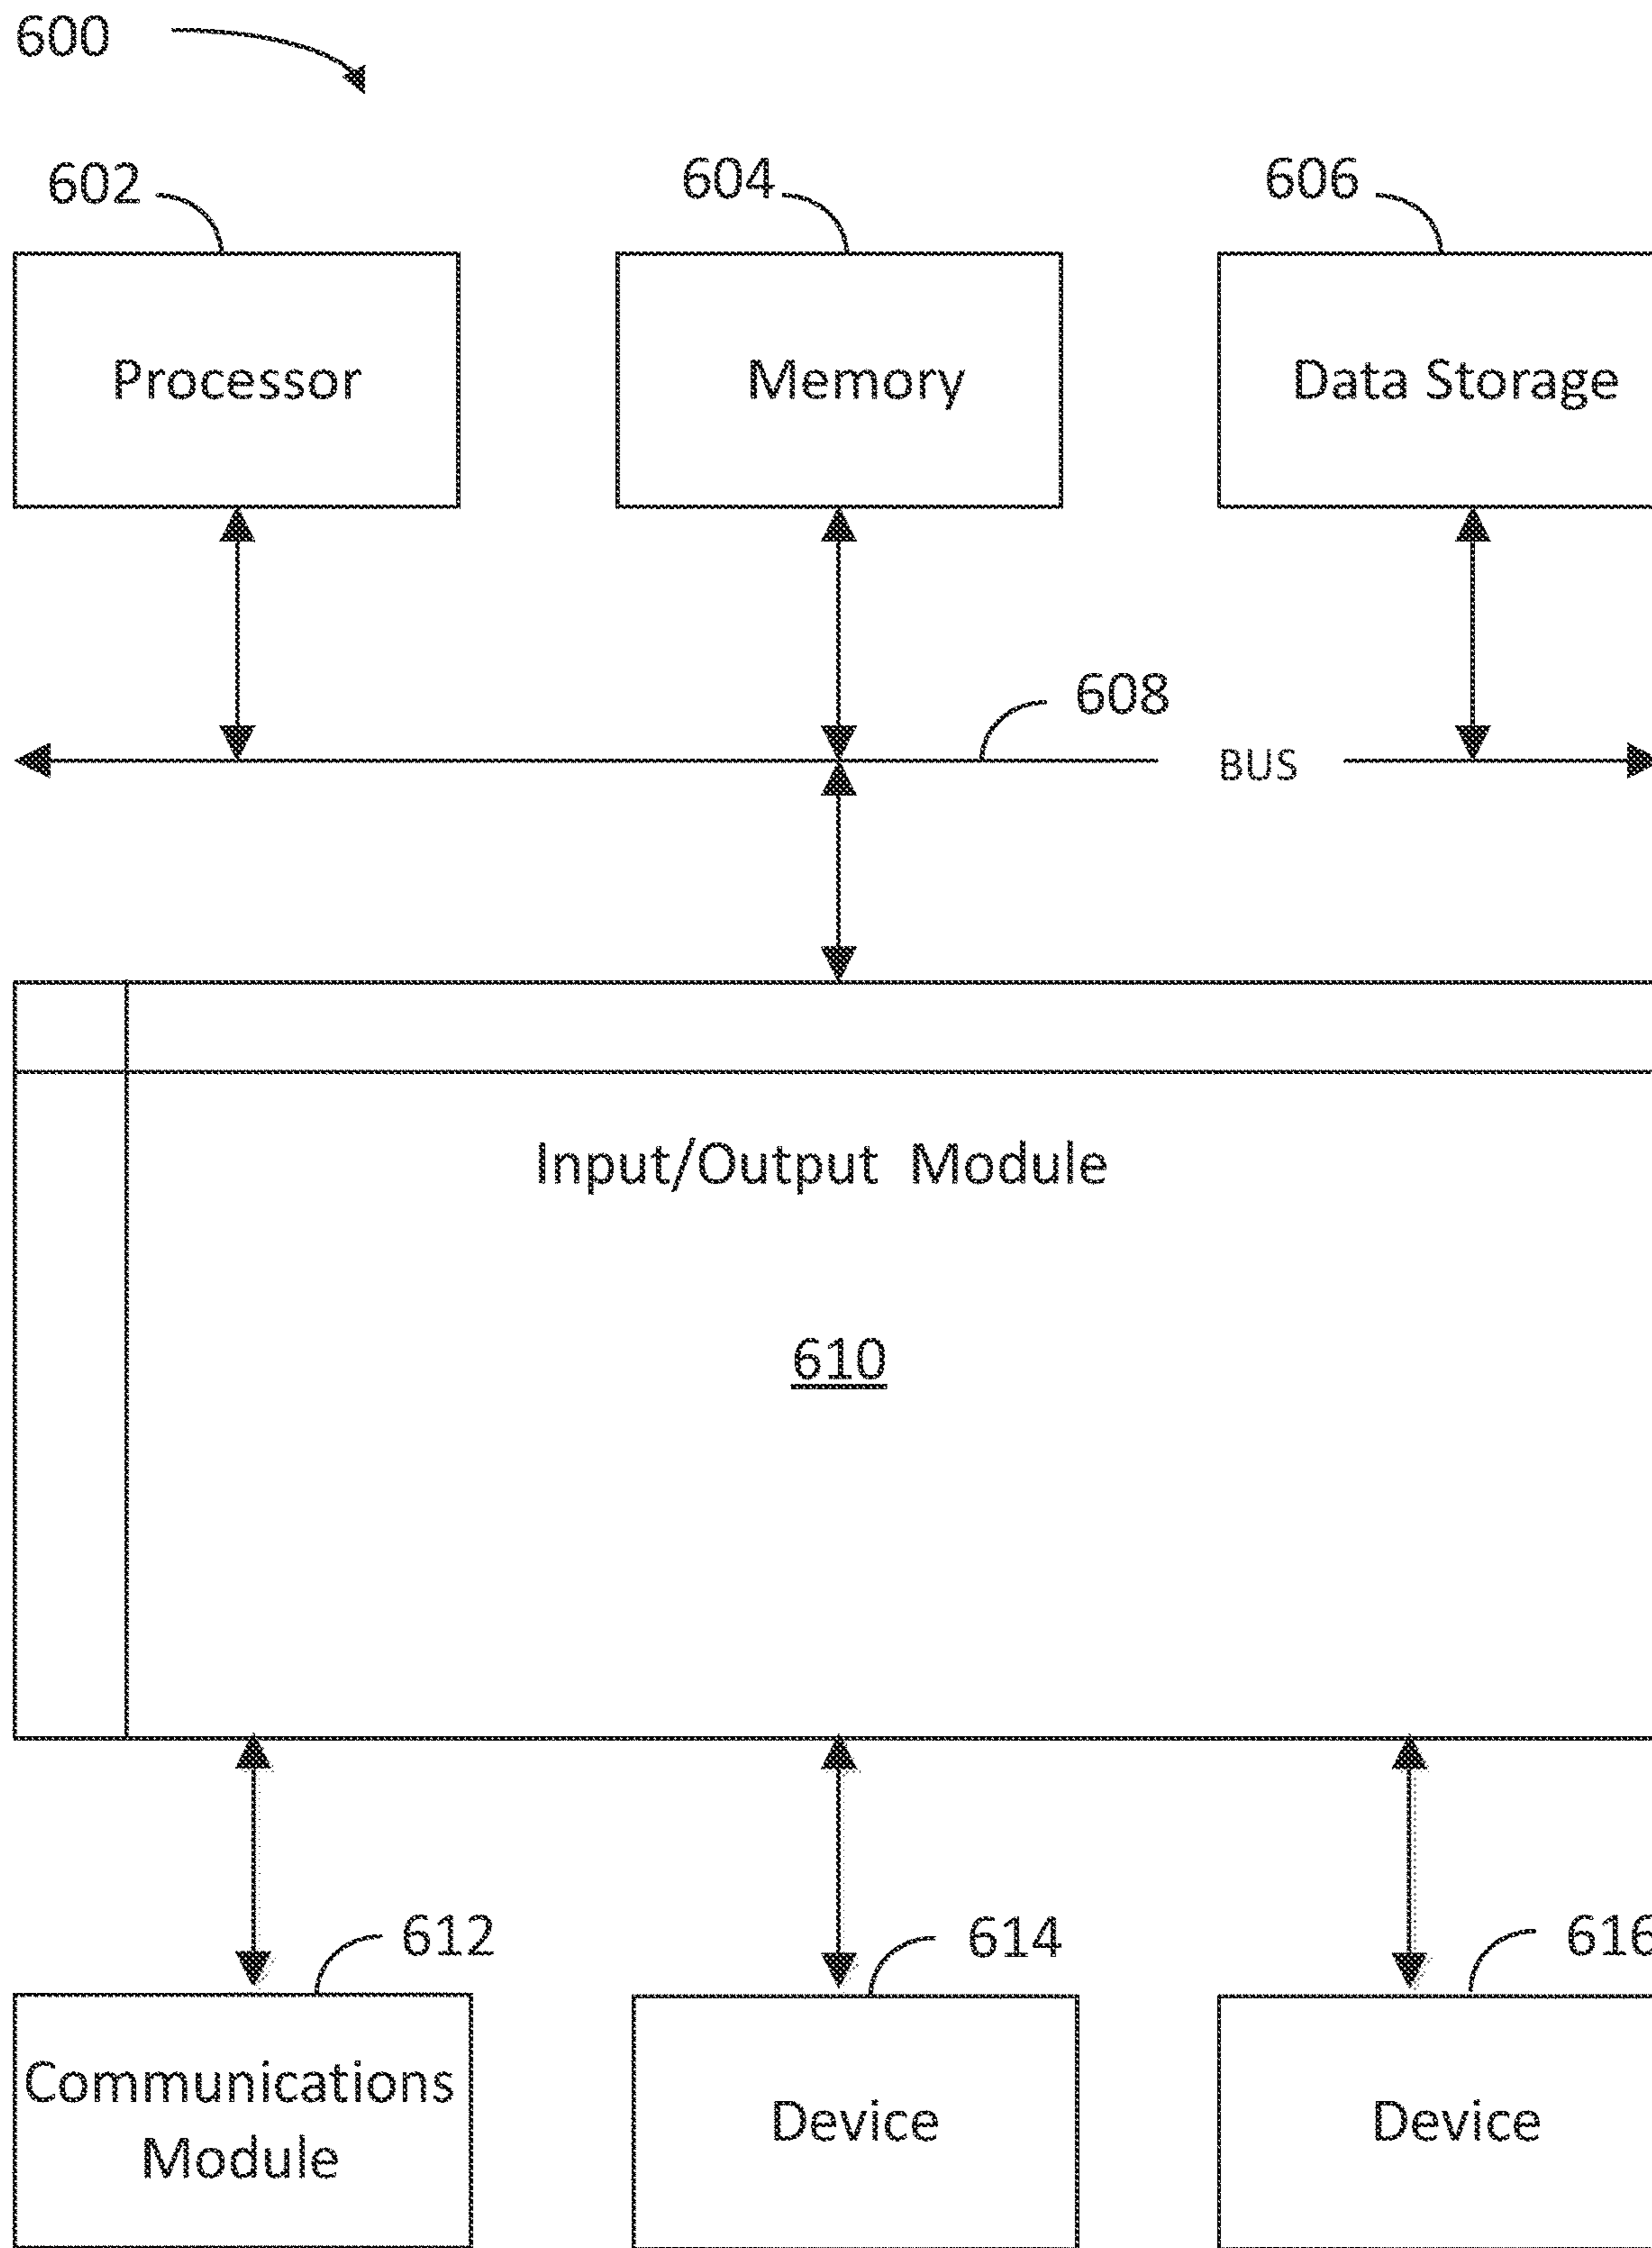 600
602
604
606
Processor
Memory
Data Storage
608
BUS
Input/Output Module
610
612
614
616
Communications
Module
Device
Device